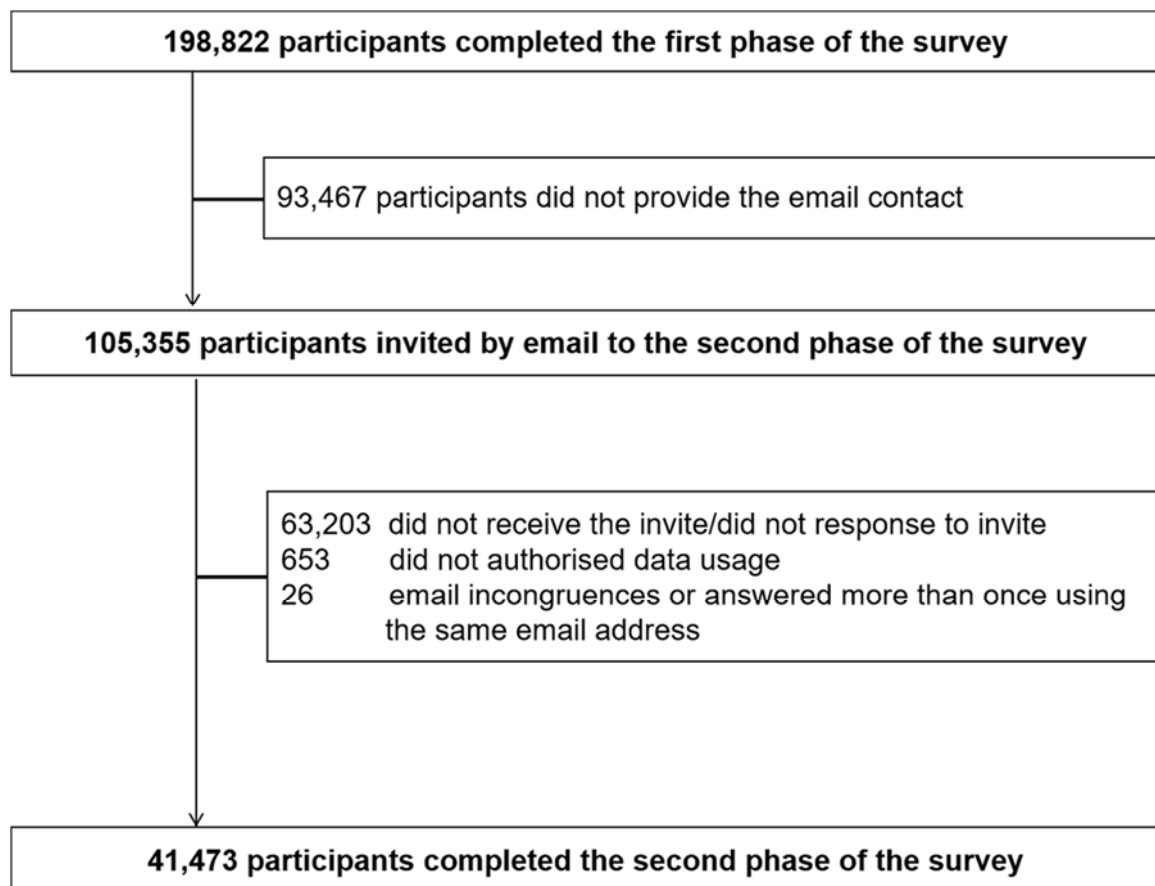 198,822 participants completed the first phase of the survey
93,467 participants did not provide the email contact
105,355 participants invited by email to the second phase of the survey
63,203 did not receive the invite/did not response to invite
653 did not authorised data usage
26 email incongruences or answered more than once using
the same email address
41,473 participants completed the second phase of the survey